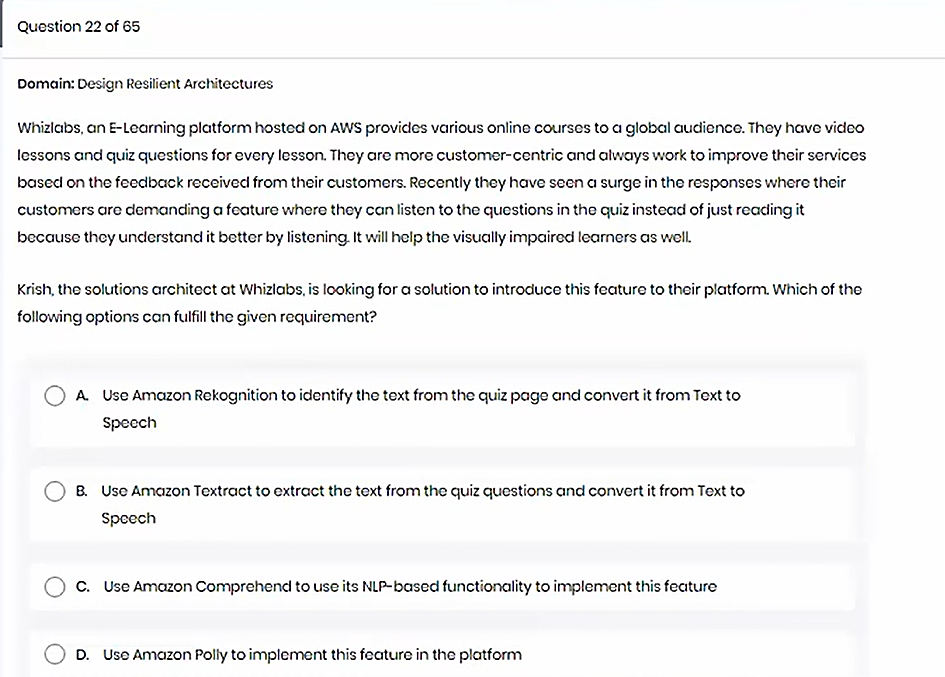 Question 22 of 65
Domain: Design Resilient Architectures
Whizlabs, an E-Learning platform hosted on AWS provides various online courses to a global audience. They have video
lessons and quiz questions for every lesson. They are more customer-centric and always work to improve their services
based on the feedback received from their customers. Recently they have seen a surge in the responses where their
customers are demanding a feature where they can listen to the questions in the quiz instead of just reading it
because they understand it better by listening. It will help the visually impaired learners as well.
Krish, the solutions architect at Whizlabs, is looking for a solution to introduce this feature to their platform. Which of the
following options can fulfill the given requirement?
A. Use Amazon Rekognition to identify the text from the quiz page and convert it from Text to
Speech
B. Use Amazon Textract to extract the text from the quiz questions and convert it from Text to
Speech
C. Use Amazon Comprehend to use its NLP-based functionality to implement this feature
D. Use Amazon Polly to implement this feature in the platform